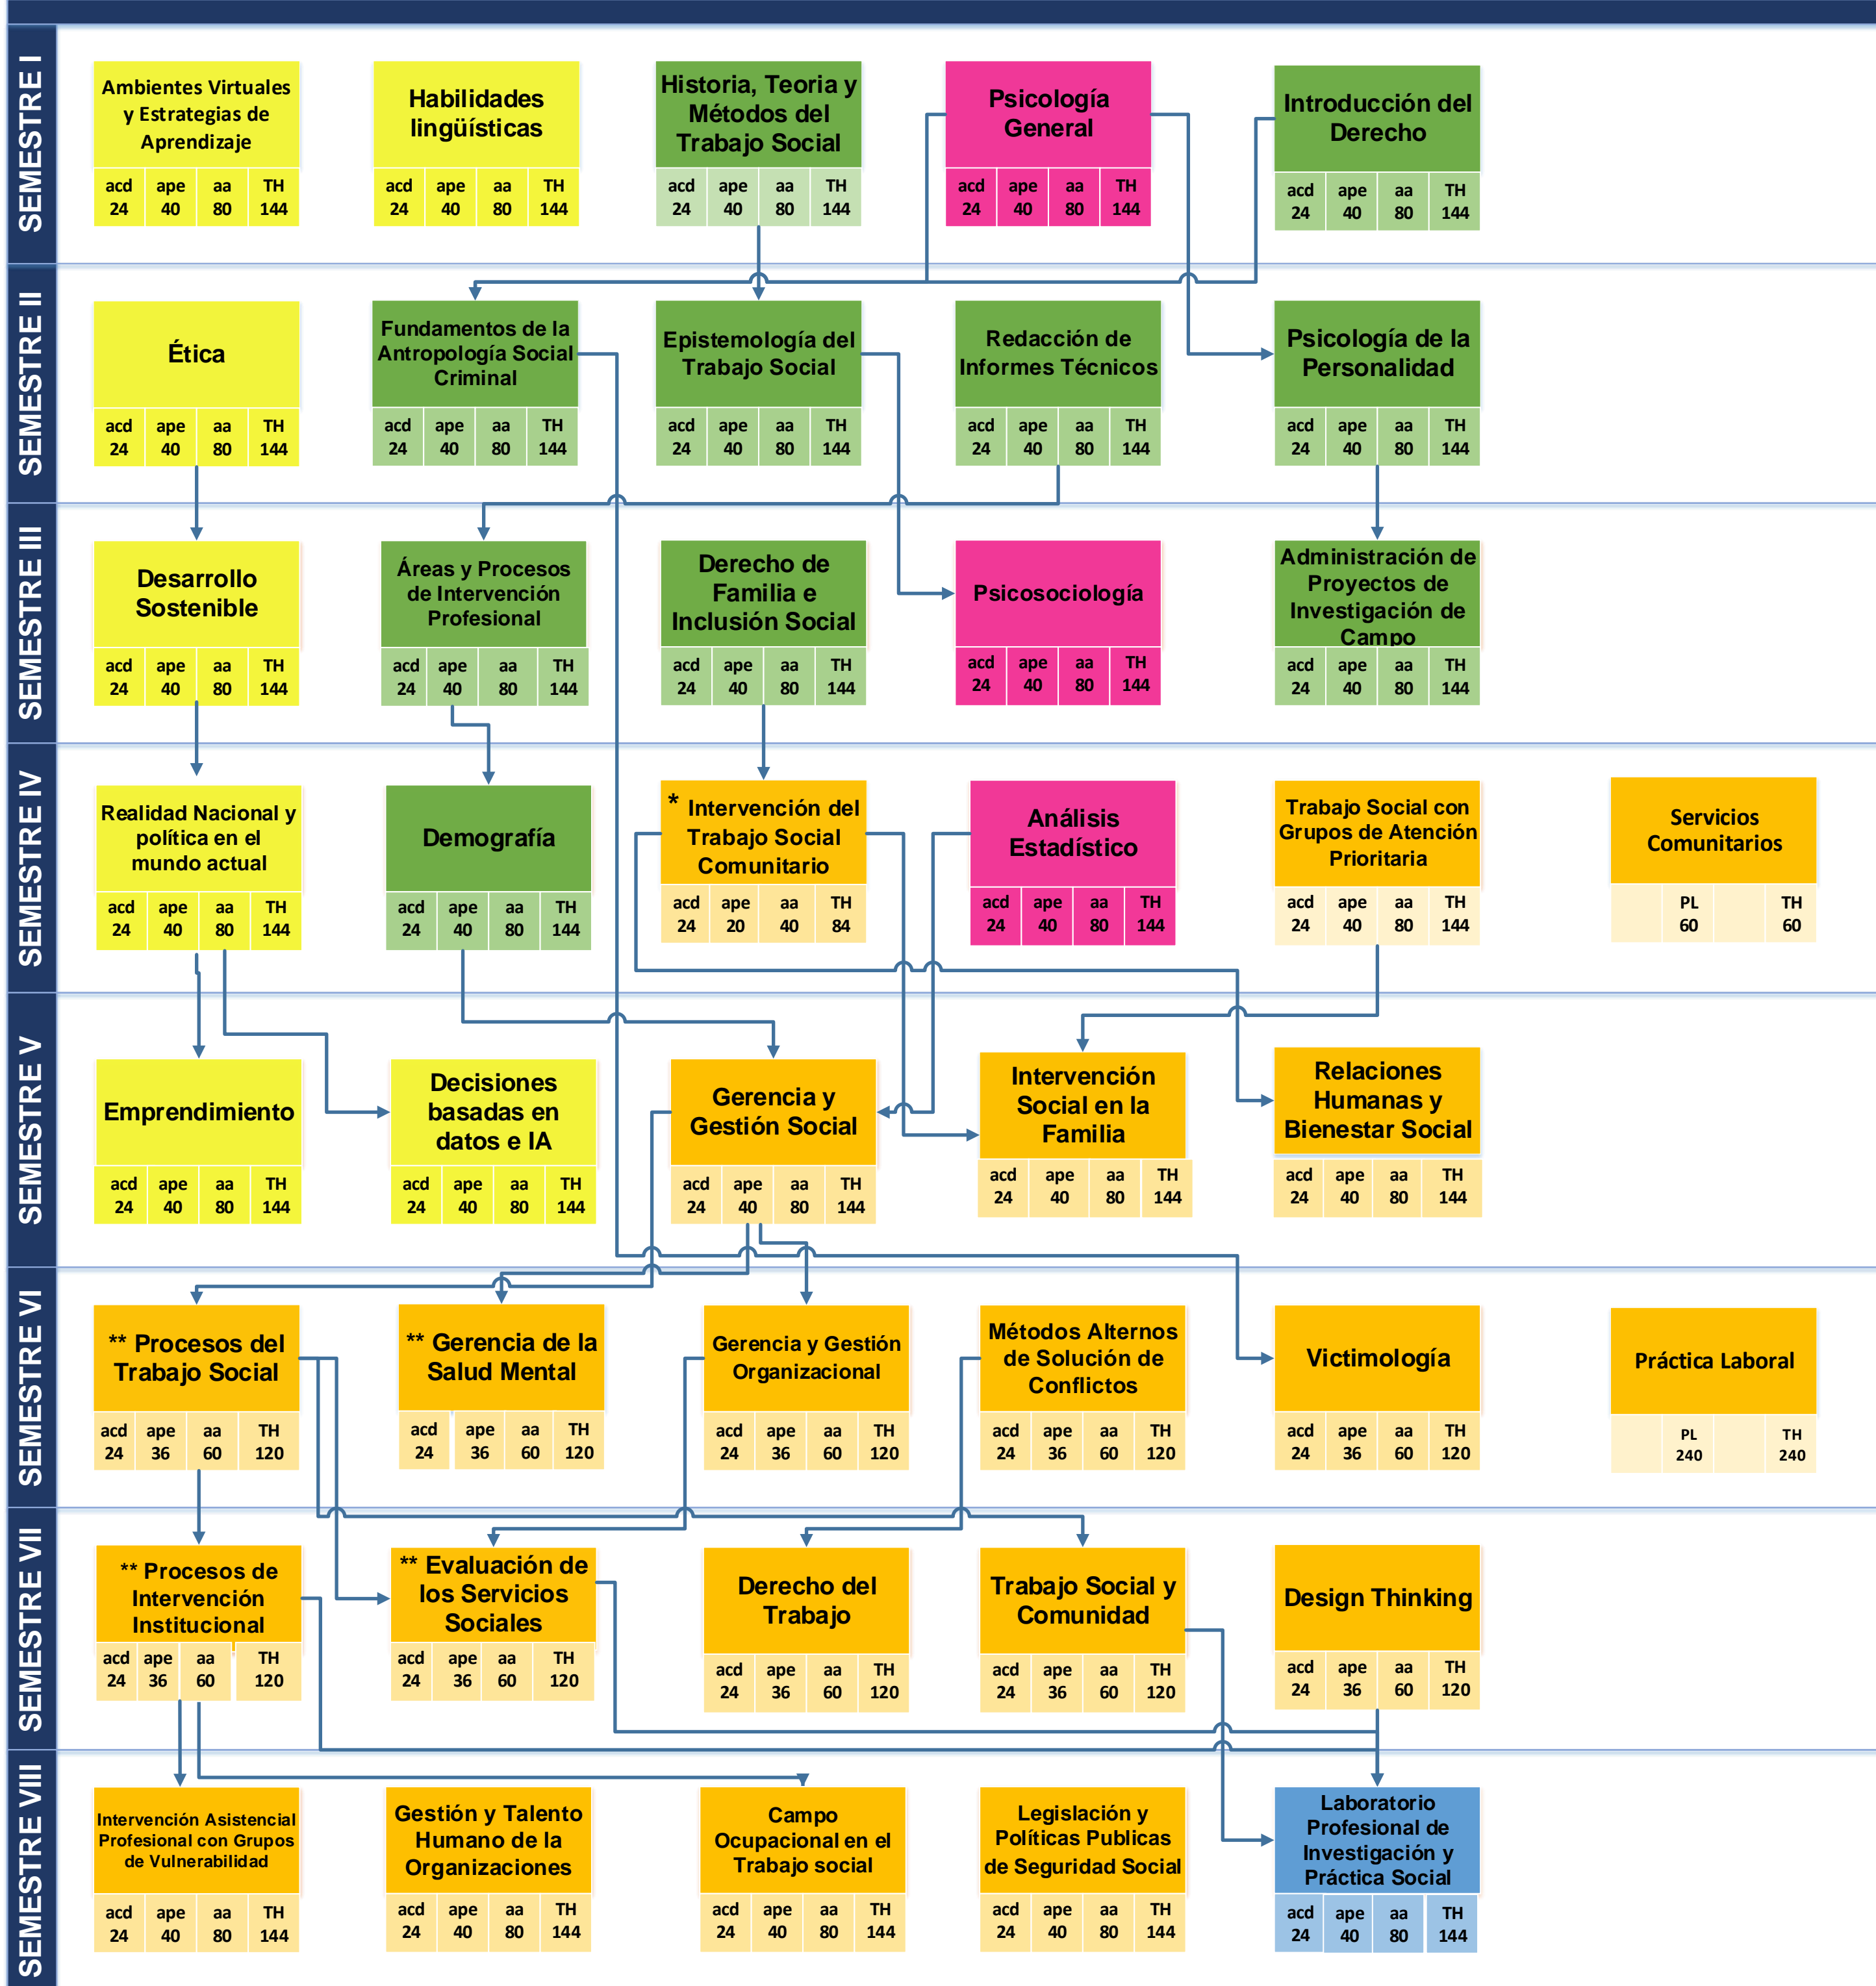 SEMESTRE I
Ambientes Virtuales
y Estrategias de
Aprendizaje
acd ape aa TH
24 40 80 144
Habilidades
lingüísticas
acd ape aa TH
24 40 80 144
Historia, Teoria y
Métodos del
Trabajo Social
acd ape aa TH
24 40 80 144
Psicología
General
acd ape aa TH
24 40 80 144
Introducción del
Derecho
acd ape aa TH
24 40 80 144
SEMESTRE II
Ética
acd ape aa TH
24 40 80 144
Fundamentos de la
Antropología Social
Criminal
acd ape aa TH
24 40 80 144
Epistemología del
Trabajo Social
acd ape aa TH
24 40 80 144
Redacción de
Informes Técnicos
acd ape aa TH
24 40 80 144
Psicología de la
Personalidad
acd ape aa TH
24 40 80 144
SEMESTRE III
Desarrollo
Sostenible
acd ape aa TH
24 40 80 144
Áreas y Procesos
de Intervención
Profesional
acd ape aa TH
24 40 80 144
Derecho de
Familia e
Inclusión Social
acd ape aa TH
24 40 80 144
Psicosociología
acd ape aa TH
24 40 80 144
Administración de
Proyectos de
Investigación de
Campo
acd ape aa TH
24 40 80 144
SEMESTRE IV
Realidad Nacional y
política en el
mundo actual
acd ape aa TH
24 40 80 144
Demografía
acd ape aa TH
24 40 80 144
* Intervención del
Trabajo Social
Comunitario
acd ape aa TH
24 20 40 84
Análisis
Estadístico
acd ape aa TH
24 40 80 144
Trabajo Social con
Grupos de Atención
Prioritaria
acd ape aa TH
24 40 80 144
Servicios
Comunitarios
PL TH
60 60
SEMESTRE V
Emprendimiento
acd ape aa TH
24 40 80 144
Decisiones
basadas en
datos e IA
acd ape aa TH
24 40 80 144
Gerencia y
Gestión Social
acd ape aa TH
24 40 80 144
Intervención
Social en la
Familia
acd ape aa TH
24 40 80 144
Relaciones
Humanas y
Bienestar Social
acd ape aa TH
24 40 80 144
SEMESTRE VI
** Procesos del
Trabajo Social
acd ape aa TH
24 36 60 120
** Gerencia de la
Salud Mental
acd ape aa TH
24 36 60 120
Gerencia y Gestión
Organizacional
acd ape aa TH
24 36 60 120
Métodos Alternos
de Solución de
Conflictos
acd ape aa TH
24 36 60 120
Victimología
acd ape aa TH
24 36 60 120
Práctica Laboral
PL TH
240 240
SEMESTRE VII
** Procesos de
Intervención
Institucional
acd ape aa TH
24 36 60 120
** Evaluación de
los Servicios
Sociales
acd ape aa TH
24 36 60 120
Derecho del
Trabajo
acd ape aa TH
24 36 60 120
Trabajo Social y
Comunidad
acd ape aa TH
24 36 60 120
Design Thinking
acd ape aa TH
24 36 60 120
SEMESTRE VIII
Intervención Asistencial
Profesional con Grupos
de Vulnerabilidad
acd ape aa TH
24 40 80 144
Gestión y Talento
Humano de la
Organizaciones
acd ape aa TH
24 40 80 144
Campo
Ocupacional en el
Trabajo social
acd ape aa TH
24 40 80 144
Legislación y
Políticas Publicas
de Seguridad Social
acd ape aa TH
24 40 80 144
Laboratorio
Profesional de
Investigación y
Práctica Social
acd ape aa TH
24 40 80 144